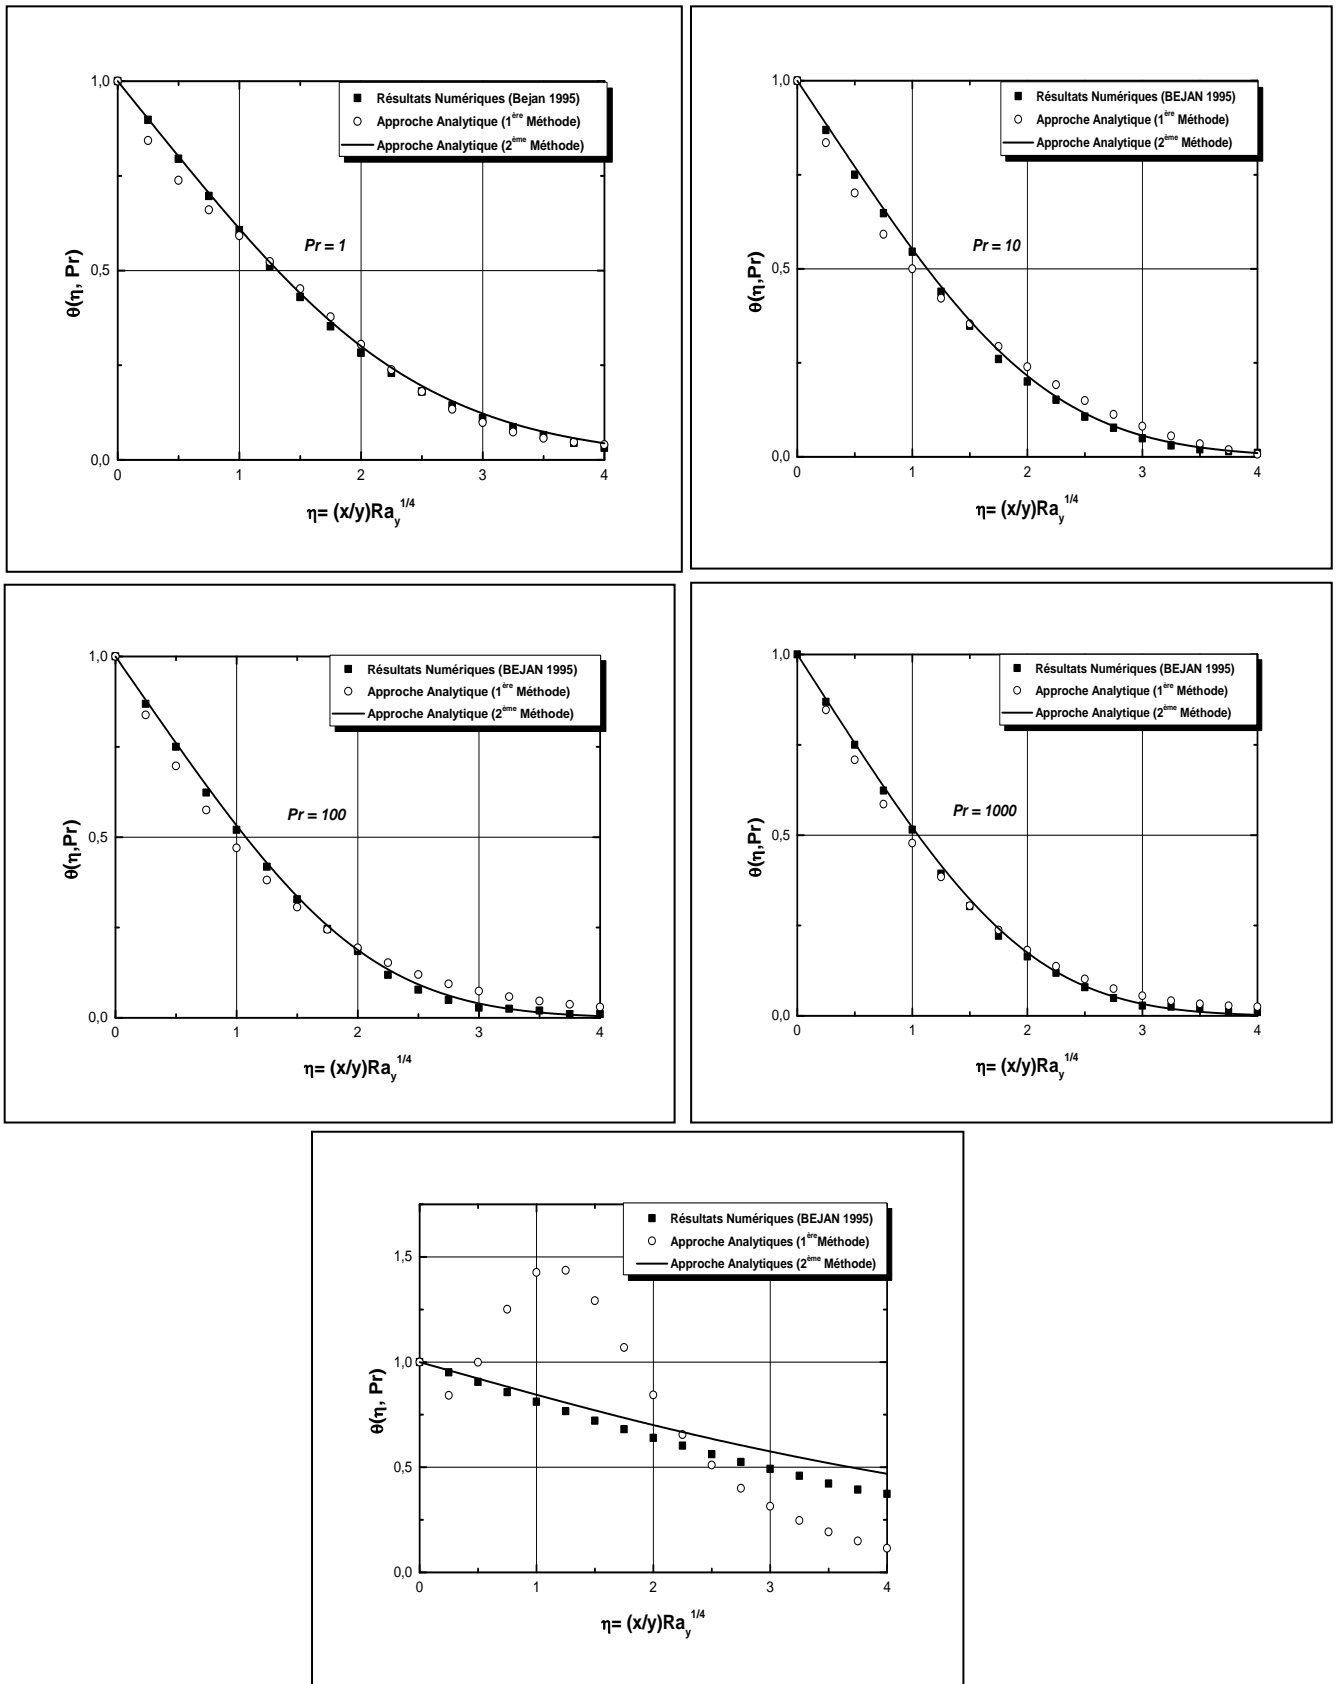 1,0
0,5
0,0
0 1 2 3 4
θ(η, Pr)
η= (x/y)Ra_y^1/4
Résultats Numériques (Bejan 1995)
Approche Analytique (1ère Méthode)
Approche Analytique (2ème Méthode)
Pr = 1
1,0
0,5
0,0
0 1 2 3 4
θ(η,Pr)
η= (x/y)Ra_y^1/4
Résultats Numériques (BEJAN 1995)
Approche Analytique (1ère Méthode)
Approche Analytique (2ème Méthode)
Pr = 10
1,0
0,5
0,0
0 1 2 3 4
θ(η,Pr)
η= (x/y)Ra_y^1/4
Résultats Numériques (BEJAN 1995)
Approche Analytique (1ère Méthode)
Approche Analytique (2ème Méthode)
Pr = 100
1,0
0,5
0,0
0 1 2 3 4
θ(η,Pr)
η= (x/y)Ra_y^1/4
Résultats Numériques (BEJAN 1995)
Approche Analytique (1ère Méthode)
Approche Analytique (2ème Méthode)
Pr = 1000
1,5
1,0
0,5
0,0
0 1 2 3 4
θ(η, Pr)
η= (x/y)Ra_y^1/4
Résultats Numériques (BEJAN 1995)
Approche Analytiques (1èreMéthode)
Approche Analytiques (2ème Méthode)